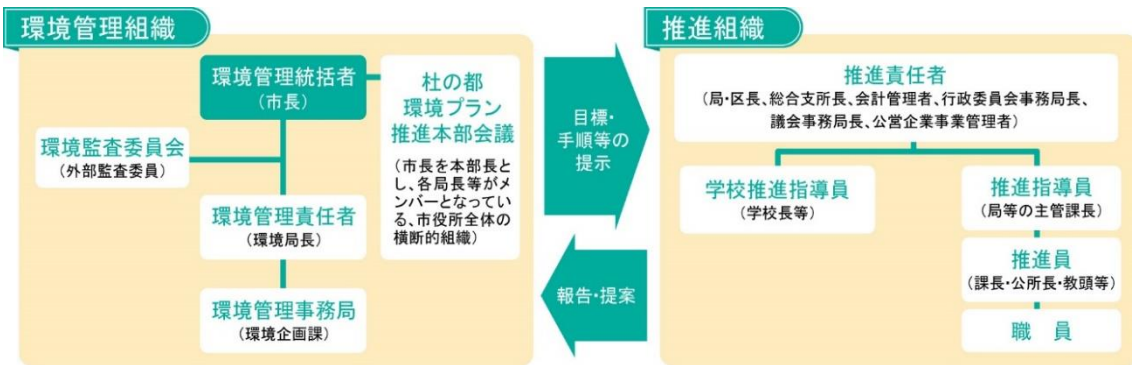 環境管理組織
環境管理統括者
(市長)
杜の都
環境プラン
推進本部会議
(市長を本部長と
し、各局長等がメ
ンバーとなってい
る、市役所全体の
横断的組織)
環境監査委員会
(外部監査委員)
環境管理責任者
(環境局長)
環境管理事務局
(環境企画課)
目標・
手順等の
提示
報告・提案
推進組織
推進責任者
(局・区長、総合支所長、会計管理者、行政委員会事務局長、
議会事務局長、公営企業事業管理者)
学校推進指導員
(学校長等)
推進指導員
(局等の主管課長)
推進員
(課長・公所長・教頭等)
職 員